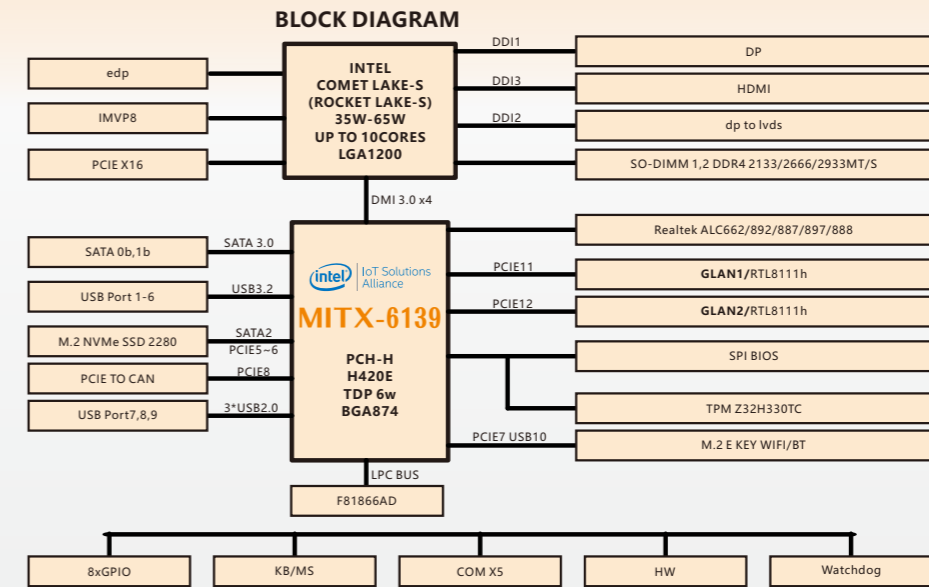 BLOCK DIAGRAM
edp
IMVP8
PCIE X16
INTEL
COMET LAKE-S
(ROCKET LAKE-S)
35W-65W
UP TO 10CORES
LGA1200
DDI1
DP
DDI3
HDMI
DDI2
dp to lvds
SO-DIMM 1,2 DDR4 2133/2666/2933MT/S
DMI 3.0 x4
SATA 0b,1b
SATA 3.0
USB Port 1-6
USB3.2
M.2 NVMe SSD 2280
SATA2
PCIE5~6
PCIE TO CAN
PCIE8
USB Port7,8,9
3*USB2.0
intel
IoT Solutions
Alliance
MITX-6139
PCH-H
H420E
TDP 6w
BGA874
Realtek ALC662/892/887/897/888
PCIE11
GLAN1/RTL8111h
PCIE12
GLAN2/RTL8111h
SPI BIOS
TPM Z32H330TC
PCIE7 USB10
M.2 E KEY WIFI/BT
LPC BUS
F81866AD
8xGPIO
KB/MS
COM X5
HW
Watchdog